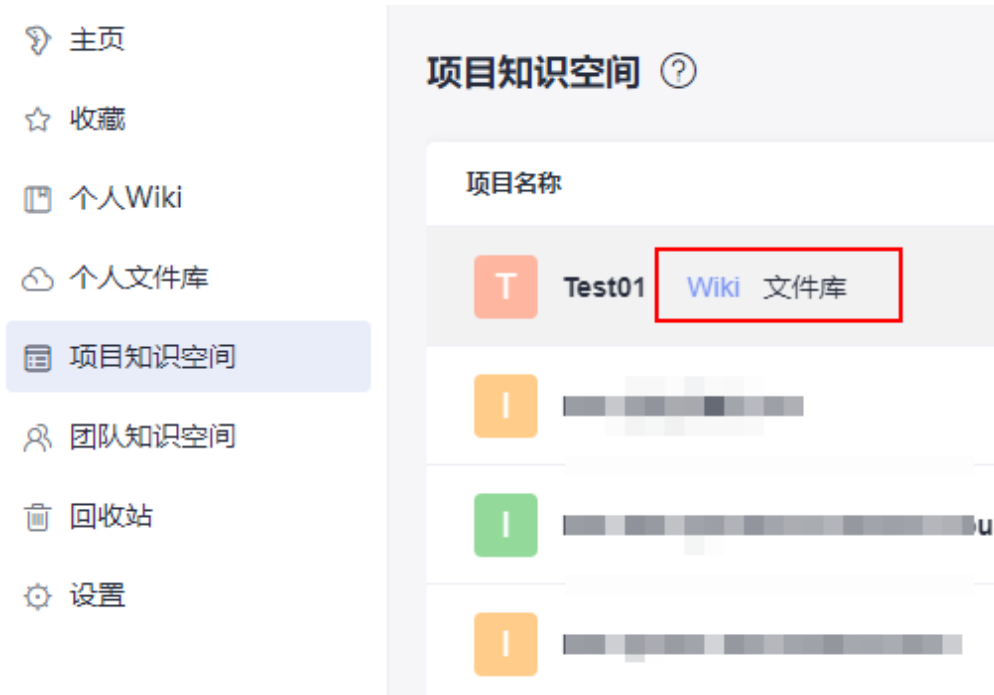 主页
收藏
个人Wiki
个人文件库
项目知识空间
团队知识空间
回收站
设置
项目知识空间 ?
项目名称
T Test01 Wiki 文件库
I
I
I